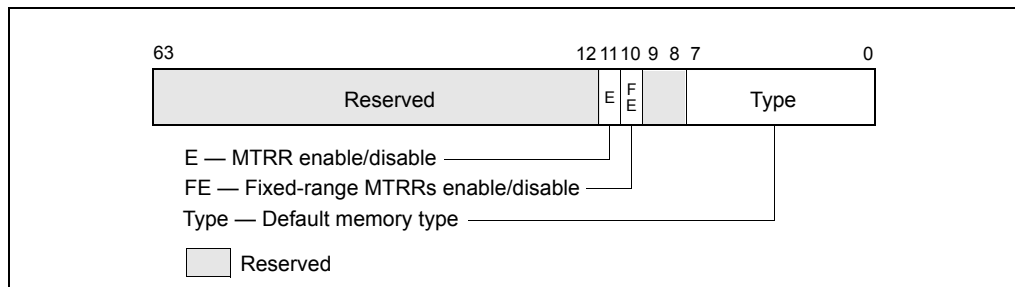 63 12 11 10 9 8 7 0
Reserved E F E Type
E — MTRR enable/disable
FE — Fixed-range MTRRs enable/disable
Type — Default memory type
Reserved